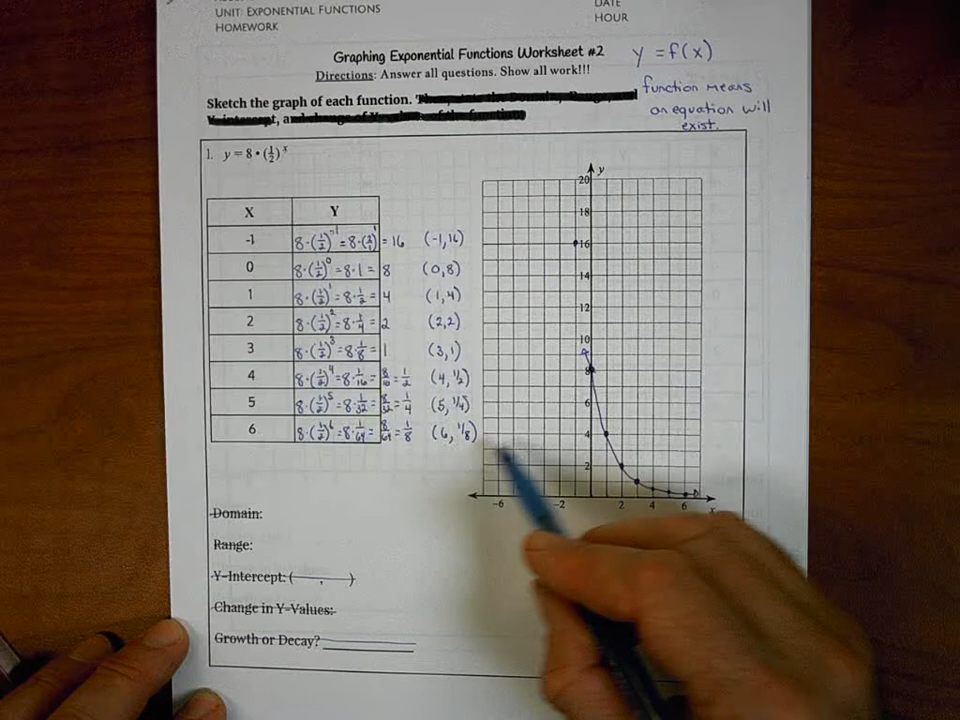 UNIT: EXPONENTIAL FUNCTIONS
DATE
HOMEWORK
HOUR
Graphing Exponential Functions Worksheet #2
y = f(x)
Directions: Answer all questions. Show all work!!!
function means
an equation will
exist.
Sketch the graph of each function.
1. y = 8 • (1/2)^x
X Y
-1 8·(1/2)^-1 = 8·(2/1)^1 = 16 (-1,16)
0 8·(1/2)^0 = 8·1 = 8 (0,8)
1 8·(1/2)^1 = 8·1/2 = 4 (1,4)
2 8·(1/2)^2 = 8·1/4 = 2 (2,2)
3 8·(1/2)^3 = 8·1/8 = 1 (3,1)
4 8·(1/2)^4 = 8·1/16 = 8/16 = 1/2 (4, 1/2)
5 8·(1/2)^5 = 8·1/32 = 8/32 = 1/4 (5, 1/4)
6 8·(1/2)^6 = 8·1/64 = 8/64 = 1/8 (6, 1/8)
y
20
18
16
14
12
10
8
6
4
2
-6 -2 2 4 6 x
Domain:
Range:
Y-Intercept: ( , )
Change in Y-Values:
Growth or Decay?